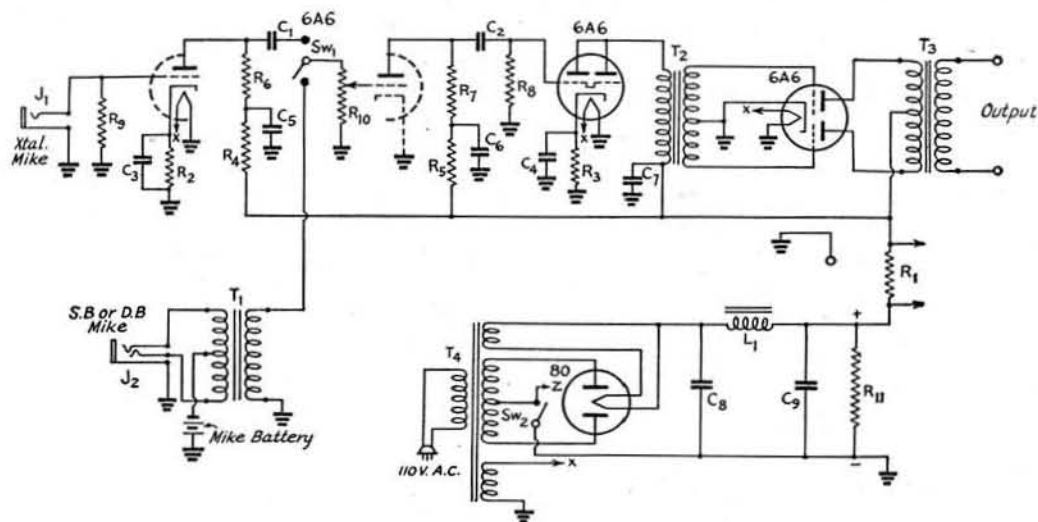 6A6
C1
Sw1
C2
6A6
T2
6A6
T3
J1
Xtal.
Mike
R9
C3
X
R2
R6
C5
R4
R10
R7
C6
R5
R8
C4
X
R3
C7
X
Output
R1
S.B or D.B
Mike
J2
T1
Mike Battery
T4
110 V. A.C.
80
Z
Sw2
X
L1
C8
C9
+
R11
−